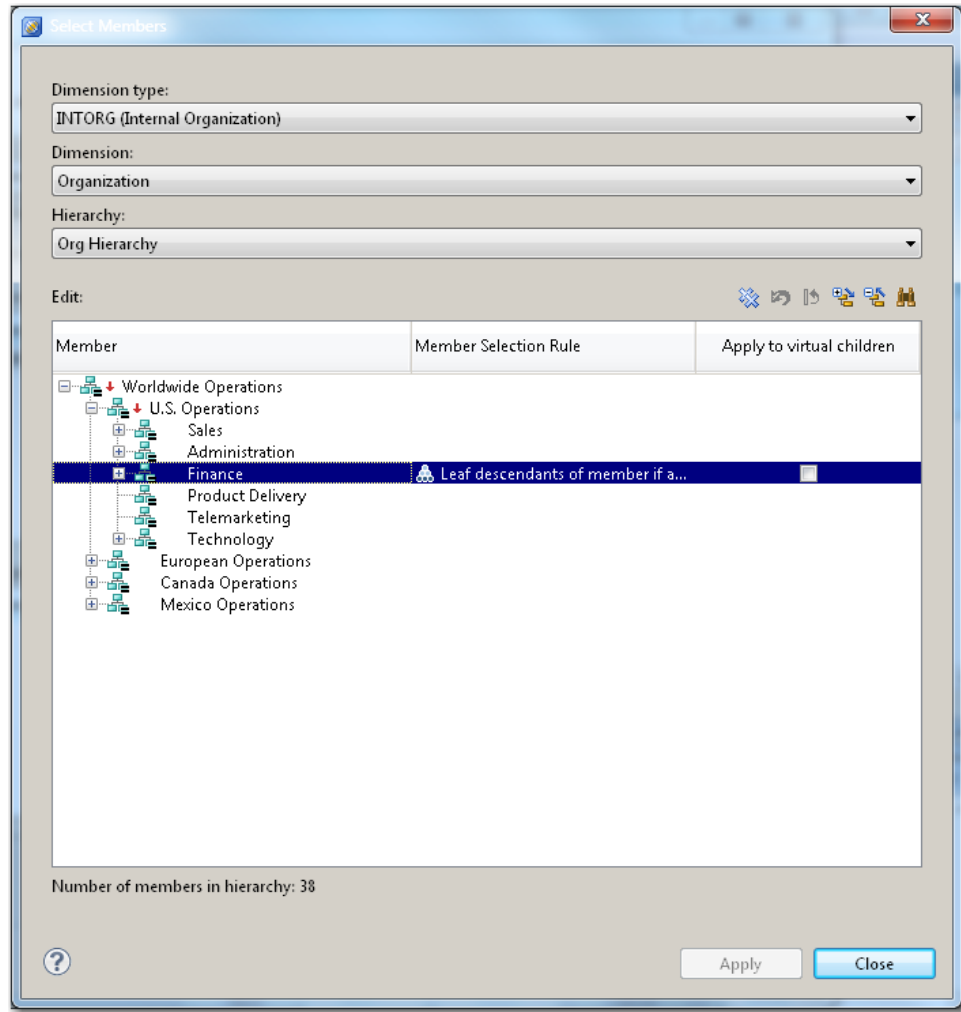 Select Members
Dimension type:
INTORG (Internal Organization)
Dimension:
Organization
Hierarchy:
Org Hierarchy
Edit:
Member Member Selection Rule Apply to virtual children
Worldwide Operations
U.S. Operations
Sales
Administration
Finance Leaf descendants of member if a...
Product Delivery
Telemarketing
Technology
European Operations
Canada Operations
Mexico Operations
Number of members in hierarchy: 38
? Apply Close